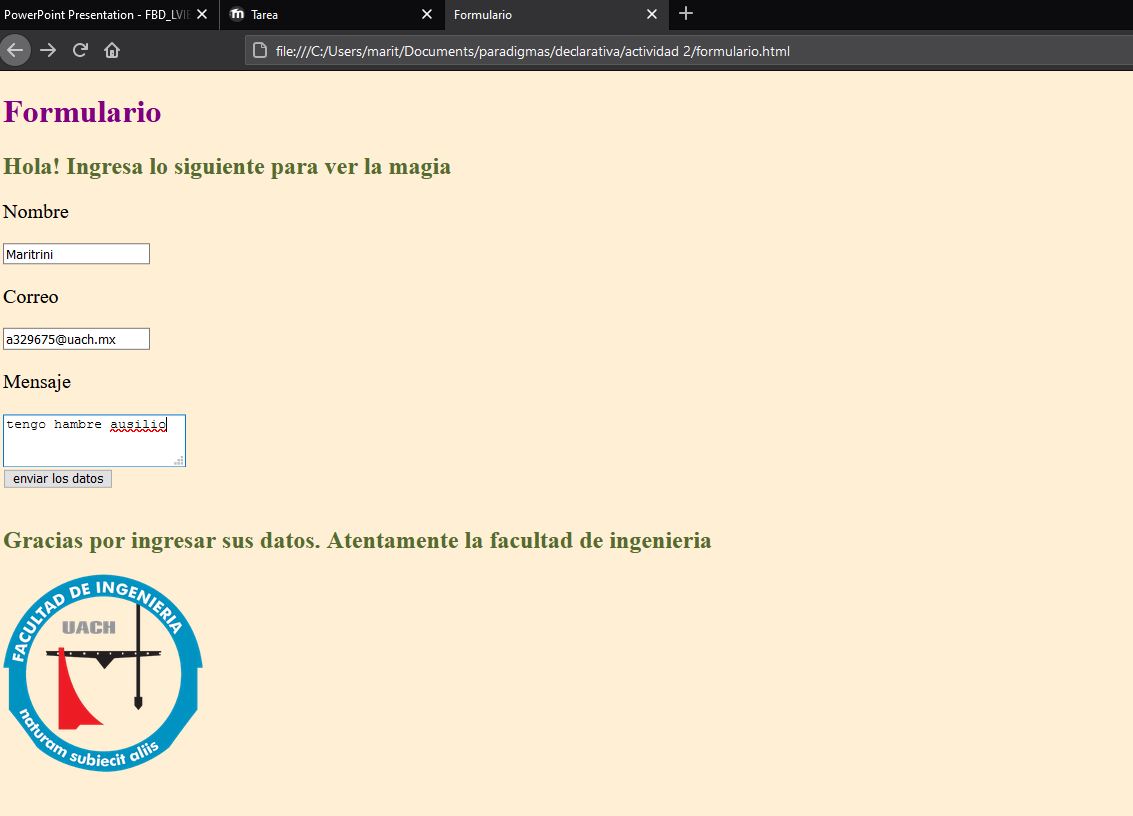 PowerPoint Presentation - FBD_LVIE
Tarea
Formulario
file:///C:/Users/marit/Documents/paradigmas/declarativa/actividad 2/formulario.html
Formulario
Hola! Ingresa lo siguiente para ver la magia
Nombre
Maritrini
Correo
a329675@uach.mx
Mensaje
tengo hambre ausilio
enviar los datos
Gracias por ingresar sus datos. Atentamente la facultad de ingenieria
FACULTAD DE INGENIERIA
UACH
naturam subiecit aliis